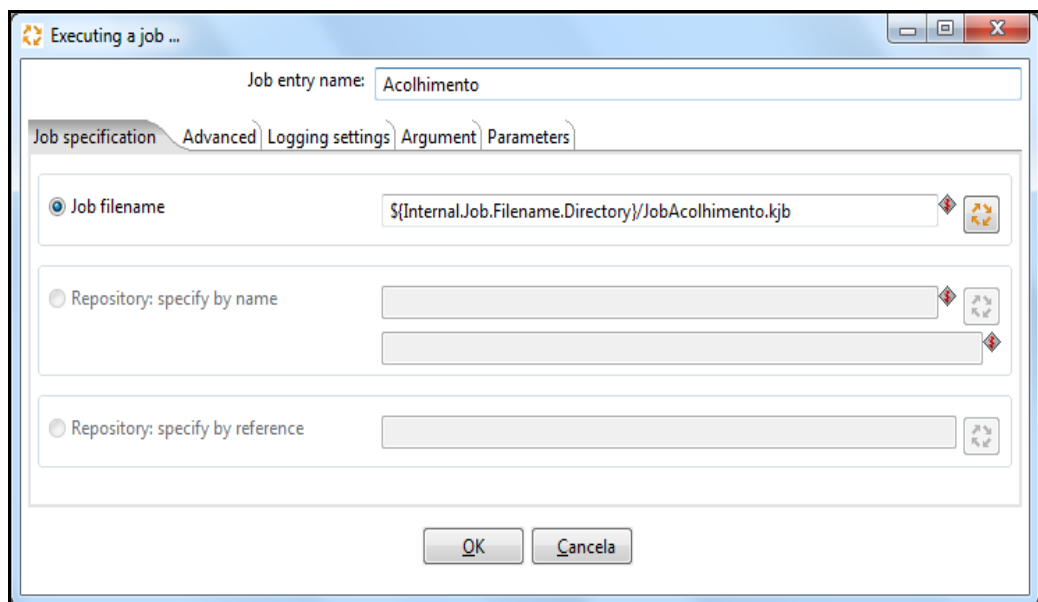 Executing a job ...
Job entry name: Acolhimento
Job specification Advanced Logging settings Argument Parameters
Job filename ${Internal.Job.Filename.Directory}/JobAcolhimento.kjb
Repository: specify by name
Repository: specify by reference
OK Cancela